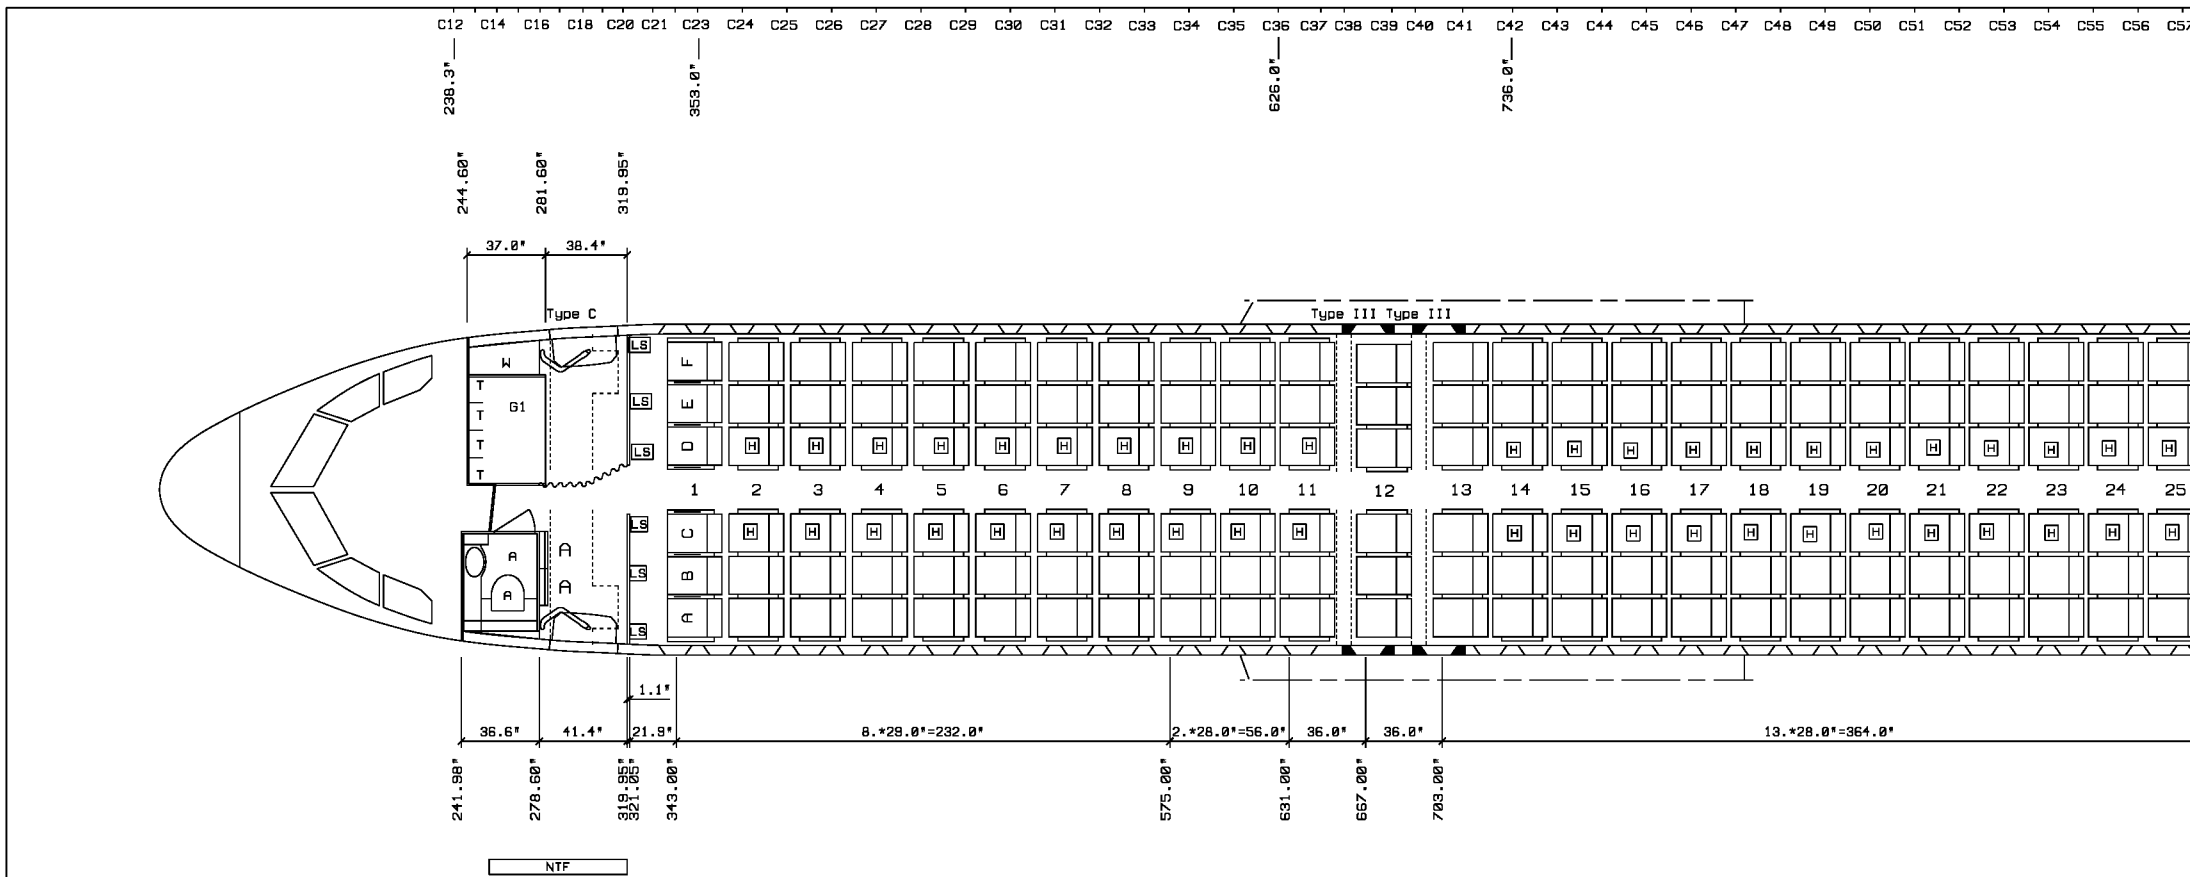 C12 C14 C16 C18 C20 C21 C23 C24 C25 C26 C27 C28 C29 C30 C31 C32 C33 C34 C35 C36 C37 C38 C39 C40 C41 C42 C43 C44 C45 C46 C47 C48 C49 C50 C51 C52 C53 C54 C55 C56 C57
238.3" 353.0" 626.0" 736.0"
244.60" 281.60" 319.95"
37.0" 38.4"
Type C Type III Type III
LS
W F
T
G1 LS E
T
T LS D H H H H H H H H H H H H H H H H H H H H H H
T
1 2 3 4 5 6 7 8 9 10 11 12 13 14 15 16 17 18 19 20 21 22 23 24 25
LS C H H H H H H H H H H H H H H H H H H H H H H
A A
LS B
A A
LS A
1.1"
36.6" 41.4" 21.9" 8.*29.0"=232.0" 2.*28.0"=56.0" 36.0" 36.0" 13.*28.0"=364.0"
241.98" 278.60" 319.95" 321.05" 343.00" 575.00" 631.00" 667.00" 703.00"
NTF